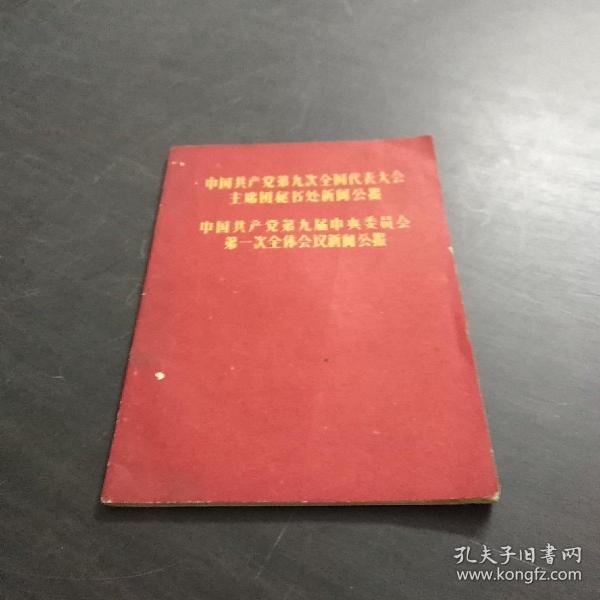 中国共产党第九次全国代表大会
主席团秘书处新闻公报
中国共产党第九届中央委员会
第一次全体会议新闻公报
孔夫子旧书网
www.kongfz.com